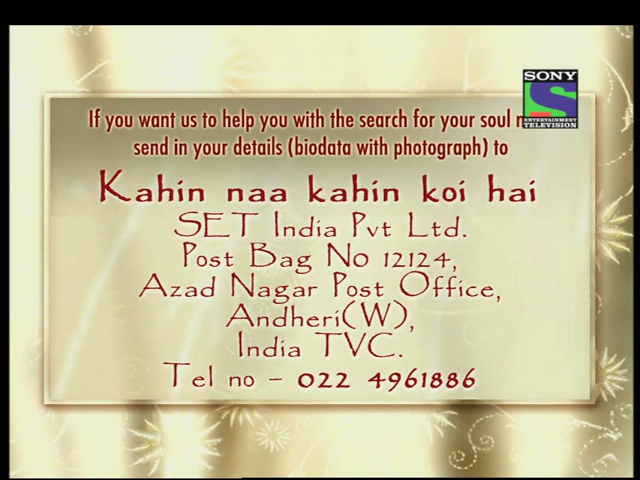 SONY
ENTERTAINMENT
TELEVISION
If you want us to help you with the search for your soul
send in your details (biodata with photograph) to
Kahin naa kahin koi hai
SET India Pvt Ltd.
Post Bag No 12124,
Azad Nagar Post Office,
Andheri(W),
India TVC.
Tel no - 022 4961886